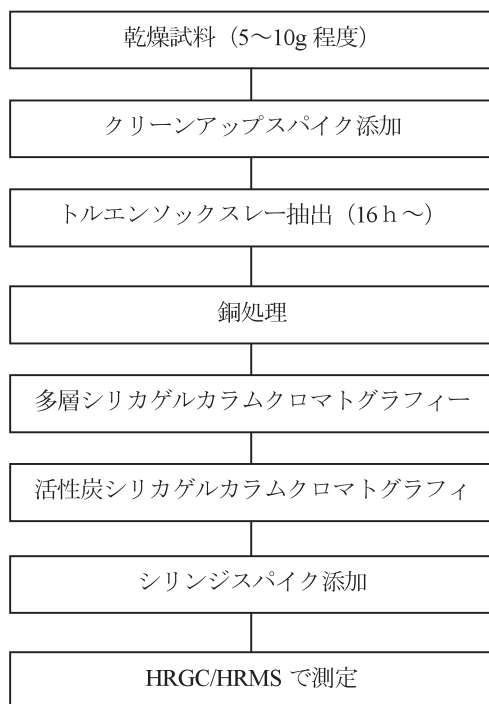 乾燥試料（5～10g 程度）
クリーンアップスパイク添加
トルエンソックスレー抽出（16ｈ～）
銅処理
多層シリカゲルカラムクロマトグラフィー
活性炭シリカゲルカラムクロマトグラフィ
シリンジスパイク添加
HRGC/HRMS で測定